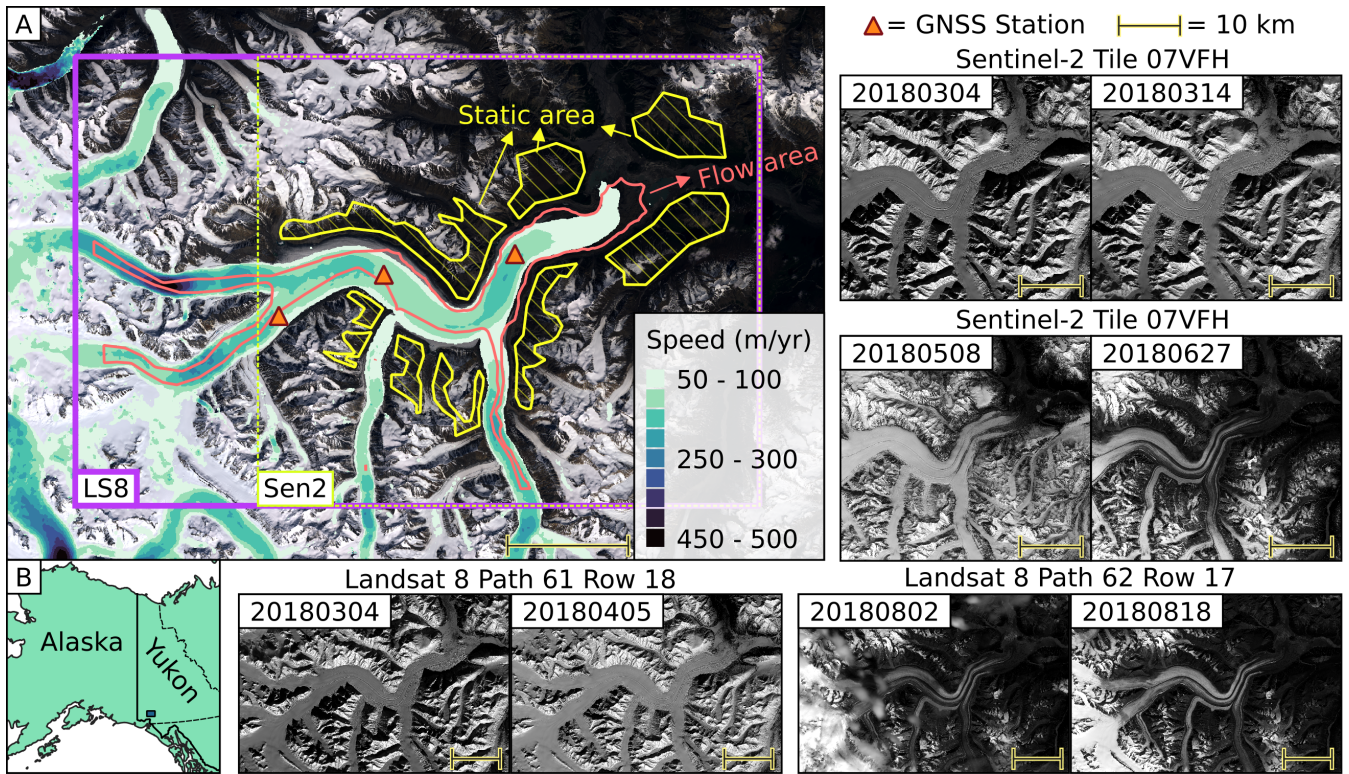 A
= GNSS Station
= 10 km
Sentinel-2 Tile 07VFH
20180304
20180314
Static area
Flow area
Sentinel-2 Tile 07VFH
20180508
20180627
Speed (m/yr)
50 - 100
250 - 300
450 - 500
LS8
Sen2
B
Alaska
Yukon
Landsat 8 Path 61 Row 18
20180304
20180405
Landsat 8 Path 62 Row 17
20180802
20180818